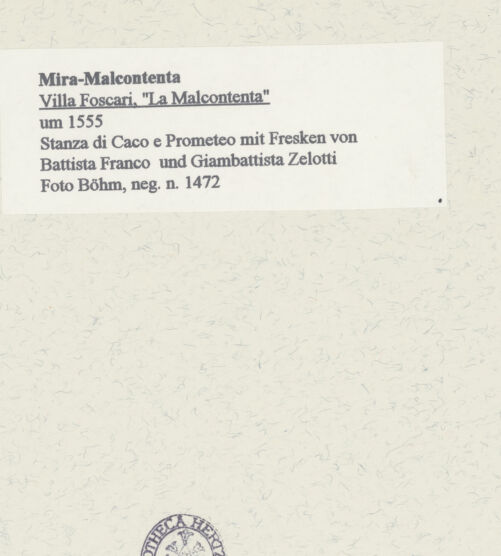 Mira-Malcontenta
Villa Foscari, "La Malcontenta"
um 1555
Stanza di Caco e Prometeo mit Fresken von
Battista Franco und Giambattista Zelotti
Foto Böhm, neg. n. 1472